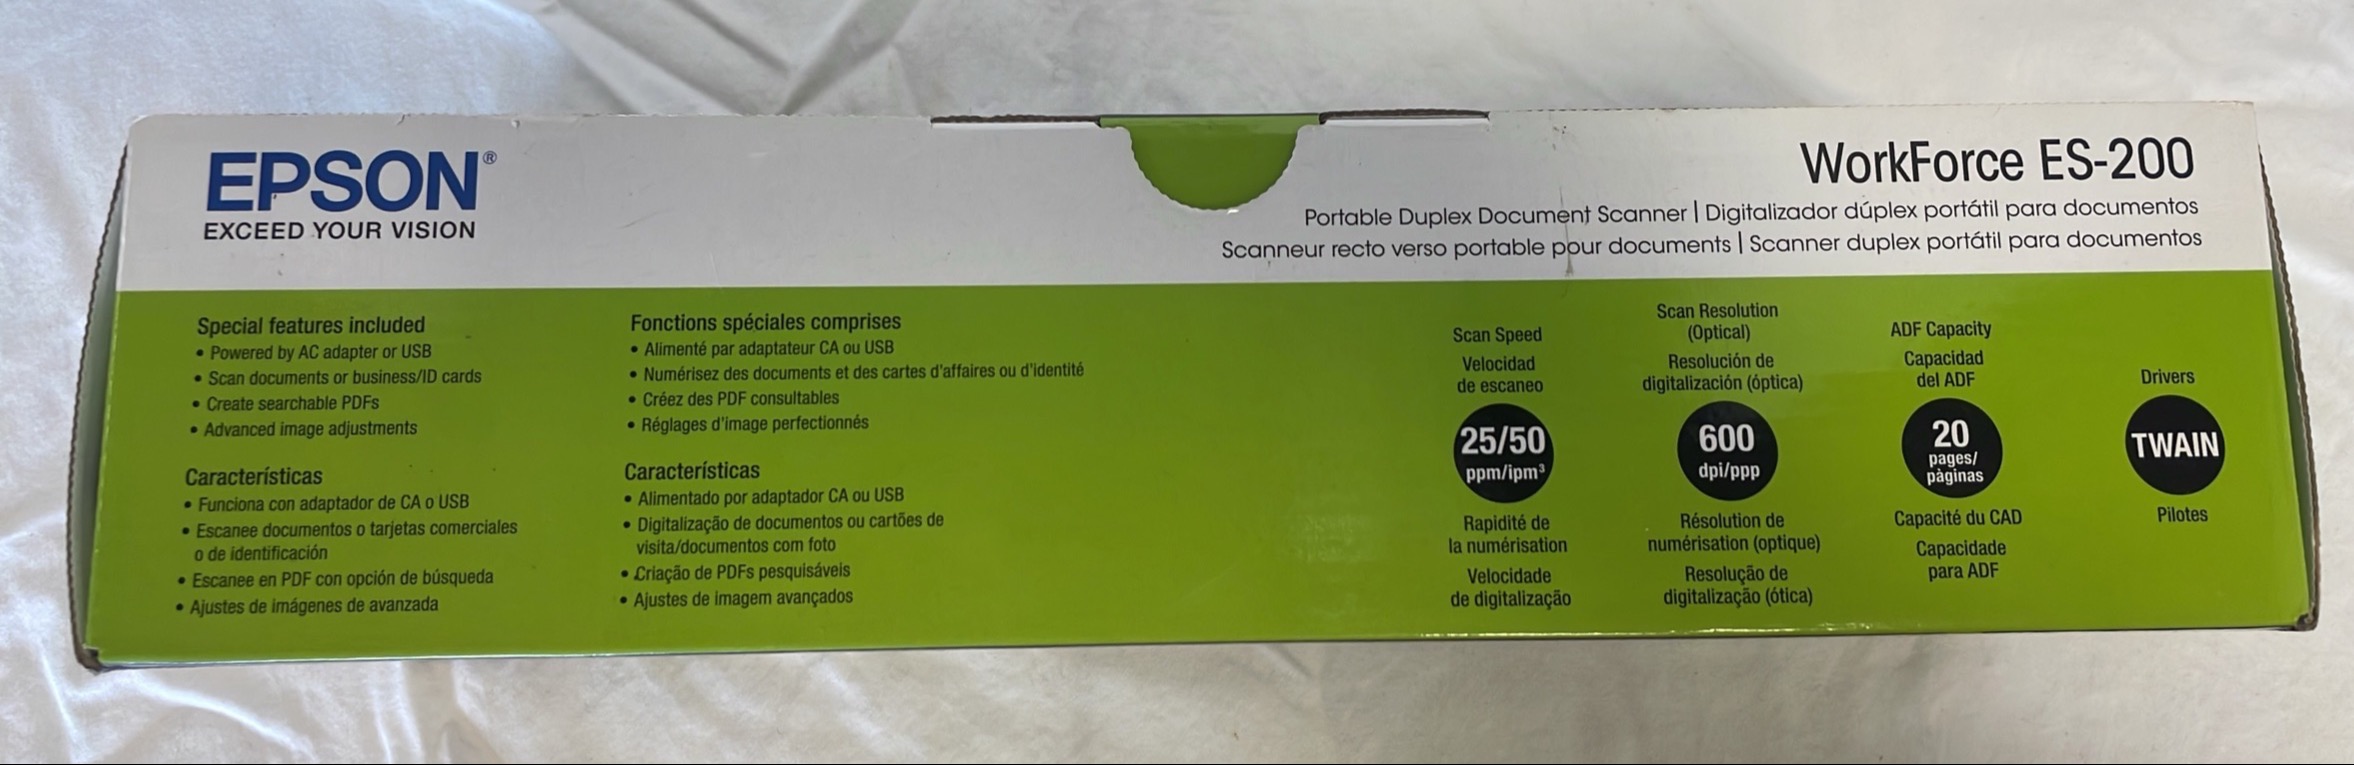 EPSON®
EXCEED YOUR VISION
WorkForce ES-200
Portable Duplex Document Scanner | Digitalizador dúplex portátil para documentos
Scanneur recto verso portable pour documents | Scanner duplex portátil para documentos
Special features included
• Powered by AC adapter or USB
• Scan documents or business/ID cards
• Create searchable PDFs
• Advanced image adjustments
Características
• Funciona con adaptador de CA o USB
• Escanee documentos o tarjetas comerciales
o de identificación
• Escanee en PDF con opción de búsqueda
• Ajustes de imágenes de avanzada
Fonctions spéciales comprises
• Alimenté par adaptateur CA ou USB
• Numérisez des documents et des cartes d'affaires ou d'identité
• Créez des PDF consultables
• Réglages d'image perfectionnés
Características
• Alimentado por adaptador CA ou USB
• Digitalização de documentos ou cartões de
visita/documentos com foto
• Criação de PDFs pesquisáveis
• Ajustes de imagem avançados
Scan Speed
Velocidad
de escaneo
25/50
ppm/ipm³
Rapidité de
la numérisation
Velocidade
de digitalização
Scan Resolution
(Optical)
Resolución de
digitalización (óptica)
600
dpi/ppp
Résolution de
numérisation (optique)
Resolução de
digitalização (ótica)
ADF Capacity
Capacidad
del ADF
20
pages/
pàginas
Capacité du CAD
Capacidade
para ADF
Drivers
TWAIN
Pilotes